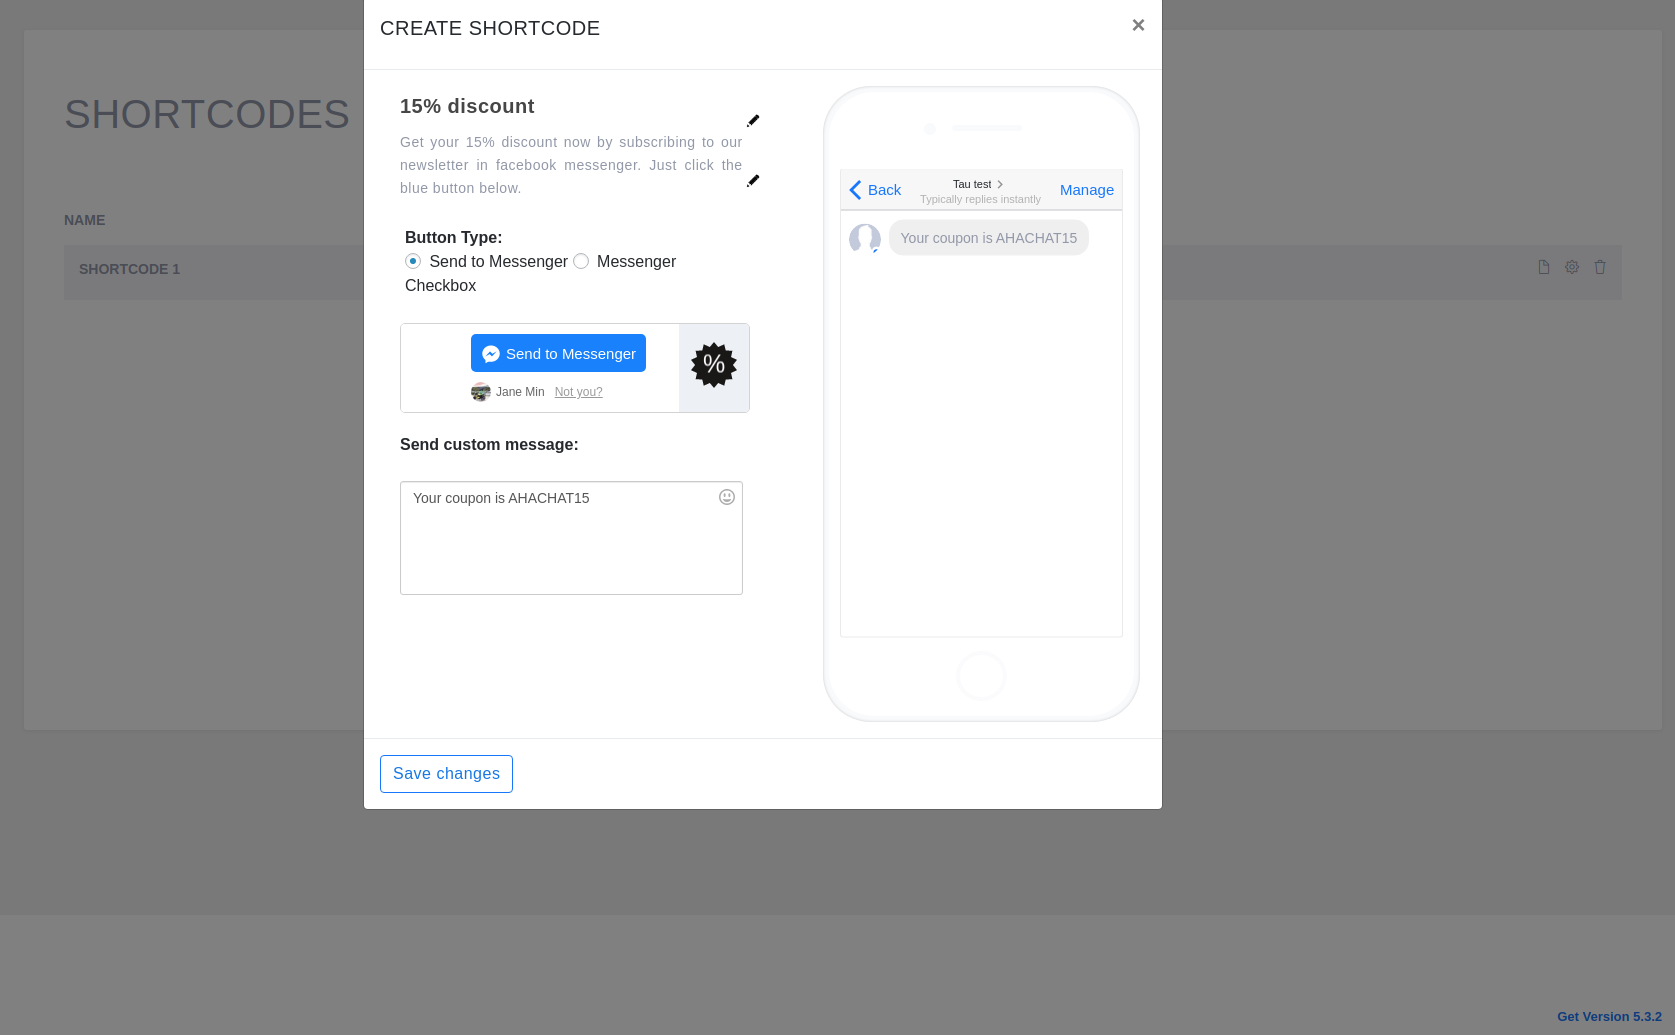 CREATE SHORTCODE
×
SHORTCODES
NAME
SHORTCODE 1
15% discount
Get your 15% discount now by subscribing to our
newsletter in facebook messenger. Just click the
blue button below.
Button Type:
Send to Messenger Messenger
Checkbox
Send to Messenger
Jane Min Not you?
%
Send custom message:
Your coupon is AHACHAT15
Back
Tau test
Typically replies instantly
Manage
Your coupon is AHACHAT15
Save changes
Get Version 5.3.2